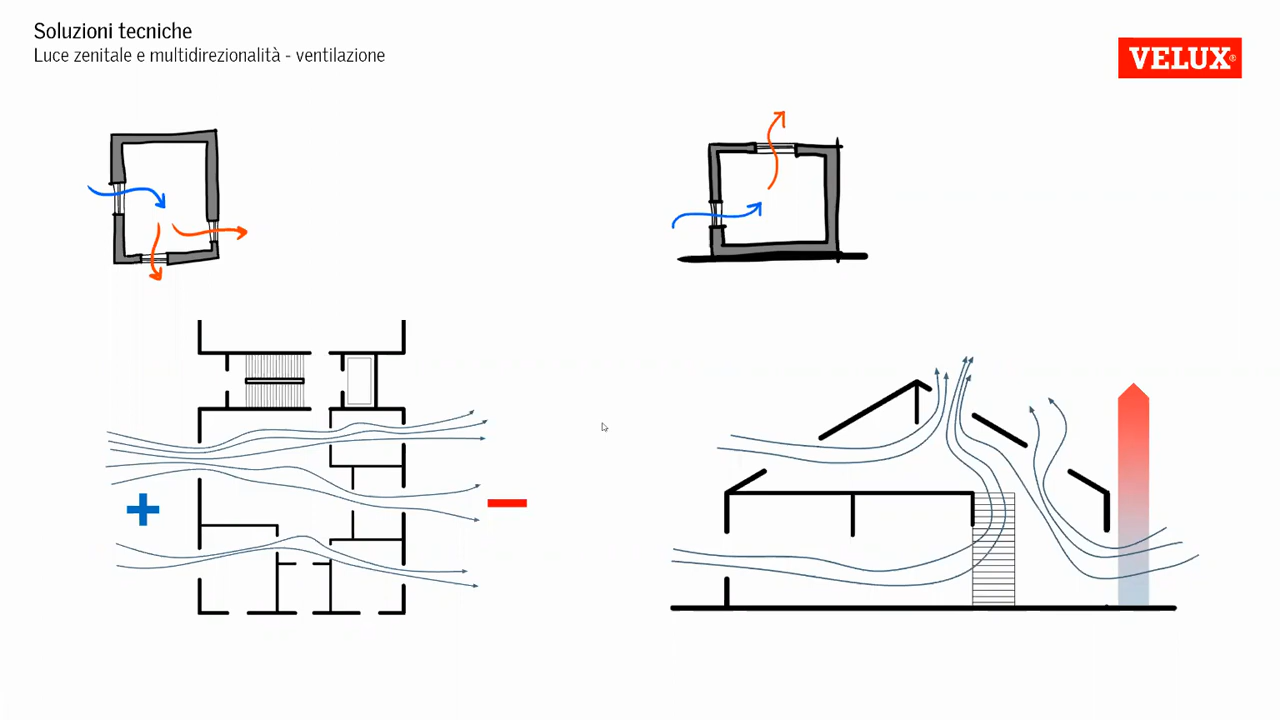 Soluzioni tecniche
Luce zenitale e multidirezionalità - ventilazione
VELUX®
+
−